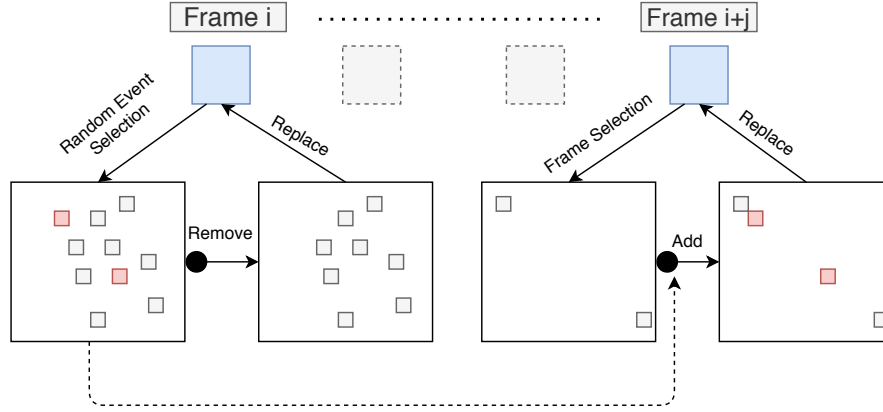 Frame i
Frame i+j
Random Event
Selection
Replace
Frame Selection
Replace
Remove
Add